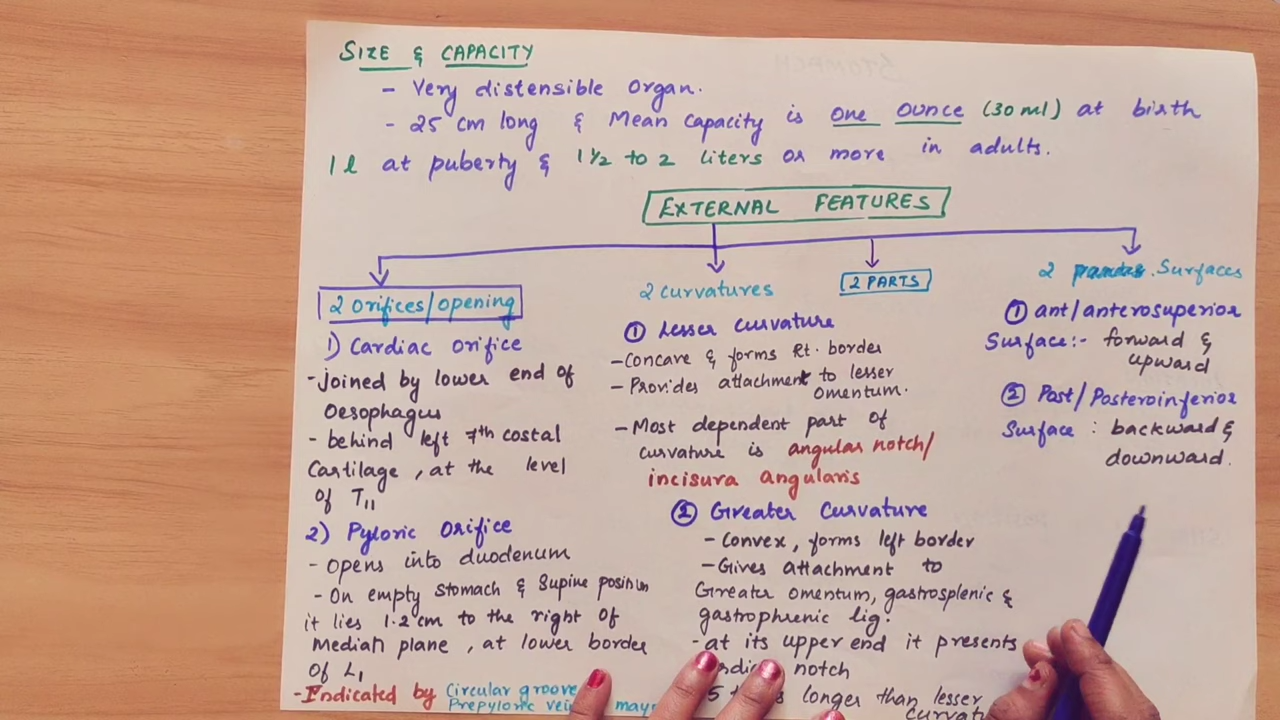 SIZE & CAPACITY
- Very distensible organ.
- 25 cm long & Mean Capacity is one ounce (30 ml) at birth
1 l at puberty & 1 1/2 to 2 liters or more in adults.
EXTERNAL FEATURES
2 Orifices/opening
1) Cardiac orifice
- joined by lower end of
Oesophagus
- behind left 7th costal
Cartilage, at the level
of T11
2) Pyloric Orifice
- Opens into duodenum
- On empty stomach & Supine position
it lies 1.2 cm to the right of
Median plane, at lower border
of L1
- Indicated by Circular groove
Prepyloric vein
2 curvatures
① Lesser Curvature
- Concave & forms Rt. border
- Provides attachment to lesser
omentum.
- Most dependent part of
curvature is angular notch/
incisura angularis
② Greater Curvature
- Convex, forms left border
- Gives attachment to
Greater omentum, gastrosplenic &
gastrophrenic lig.
- at its upper end it presents
notch
longer than lesser
2 PARTS
2 Surfaces
① ant/anterosuperior
Surface:- forward &
upward
② Post/Posteroinferior
Surface : backward &
downward.